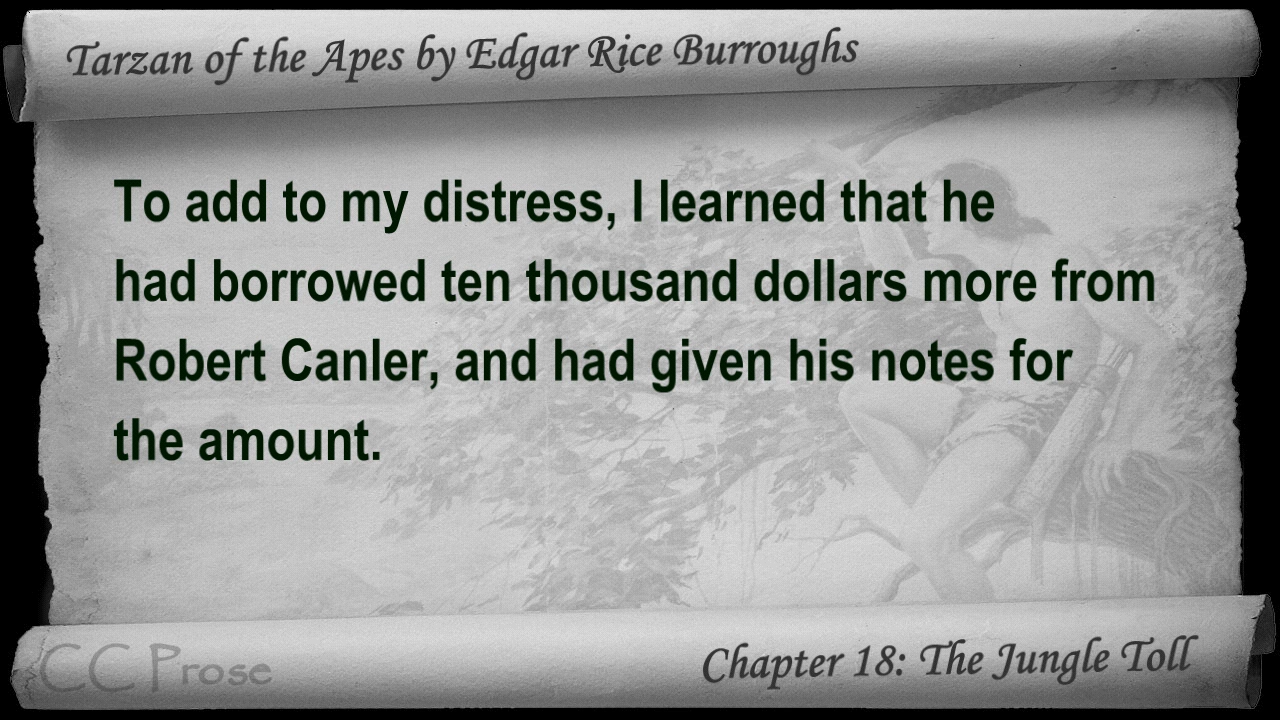 Tarzan of the Apes by Edgar Rice Burroughs
To add to my distress, I learned that he
had borrowed ten thousand dollars more from
Robert Canler, and had given his notes for
the amount.
CC Prose
Chapter 18: The Jungle Toll